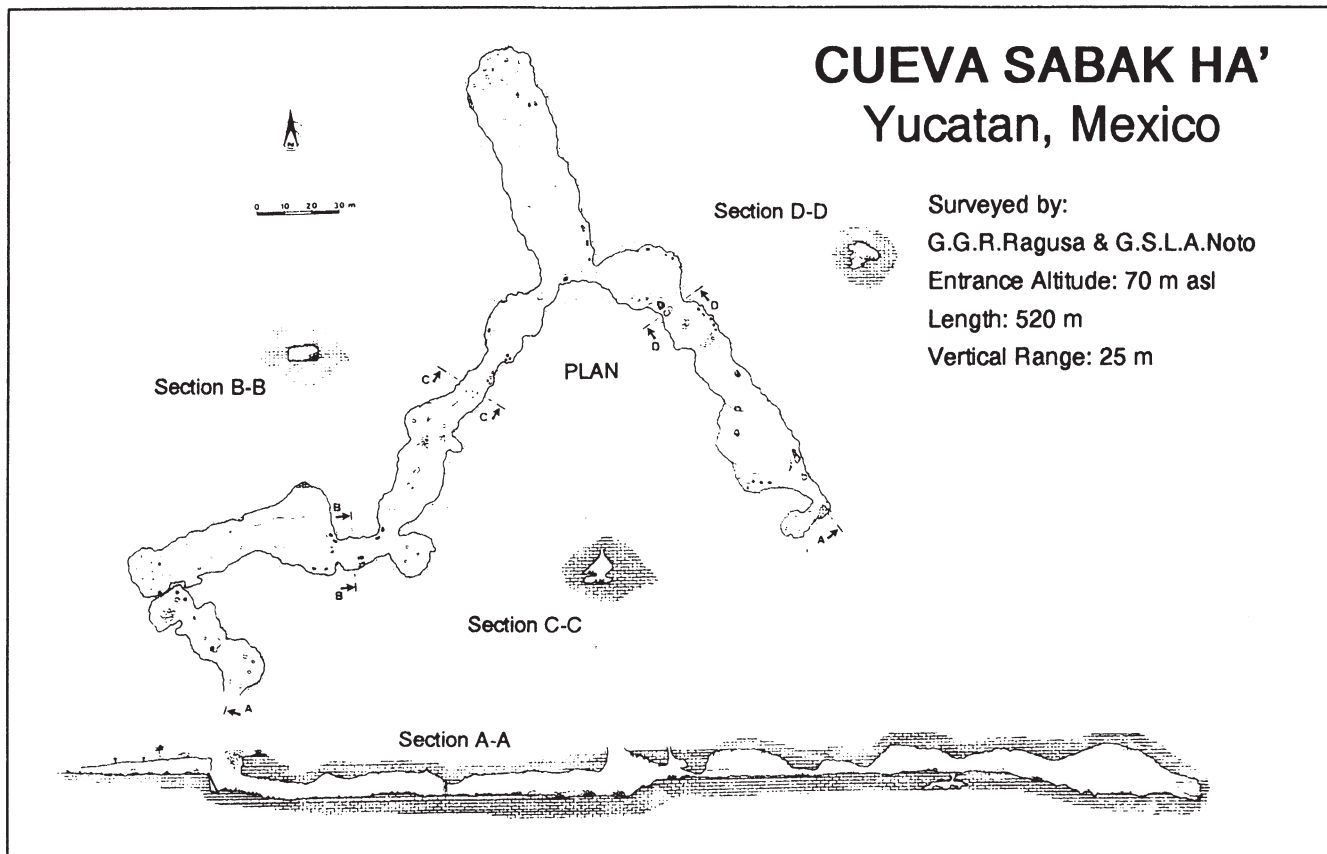 CUEVA SABAK HA'
Yucatan, Mexico
N
0 10 20 30 m
Section D-D
Surveyed by:
G.G.R.Ragusa & G.S.L.A.Noto
Entrance Altitude: 70 m asl
Length: 520 m
Vertical Range: 25 m
D
D
Section B-B
PLAN
C
C
B
A
B
Section C-C
A
Section A-A